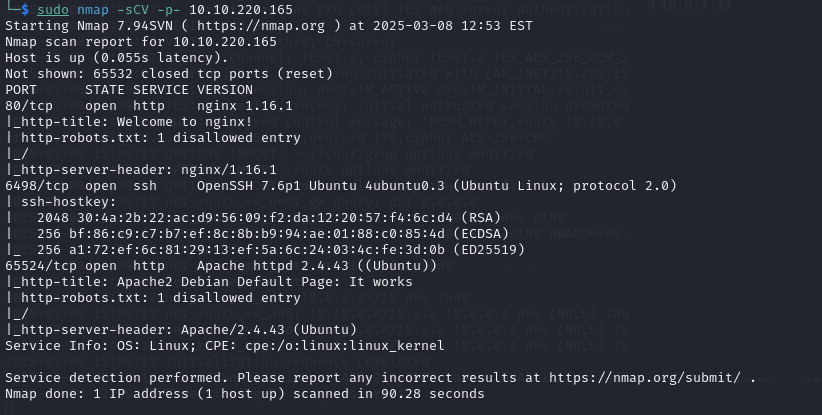 └─$ sudo nmap -sCV -p- 10.10.220.165
Starting Nmap 7.94SVN ( https://nmap.org ) at 2025-03-08 12:53 EST
Nmap scan report for 10.10.220.165
Host is up (0.055s latency).
Not shown: 65532 closed tcp ports (reset)
PORT      STATE SERVICE VERSION
80/tcp    open  http    nginx 1.16.1
|_http-title: Welcome to nginx!
| http-robots.txt: 1 disallowed entry
|_/
|_http-server-header: nginx/1.16.1
6498/tcp  open  ssh     OpenSSH 7.6p1 Ubuntu 4ubuntu0.3 (Ubuntu Linux; protocol 2.0)
| ssh-hostkey:
|   2048 30:4a:2b:22:ac:d9:56:09:f2:da:12:20:57:f4:6c:d4 (RSA)
|   256 bf:86:c9:c7:b7:ef:8c:8b:b9:94:ae:01:88:c0:85:4d (ECDSA)
|_  256 a1:72:ef:6c:81:29:13:ef:5a:6c:24:03:4c:fe:3d:0b (ED25519)
65524/tcp open  http    Apache httpd 2.4.43 ((Ubuntu))
|_http-title: Apache2 Debian Default Page: It works
| http-robots.txt: 1 disallowed entry
|_/
|_http-server-header: Apache/2.4.43 (Ubuntu)
Service Info: OS: Linux; CPE: cpe:/o:linux:linux_kernel
Service detection performed. Please report any incorrect results at https://nmap.org/submit/ .
Nmap done: 1 IP address (1 host up) scanned in 90.28 seconds